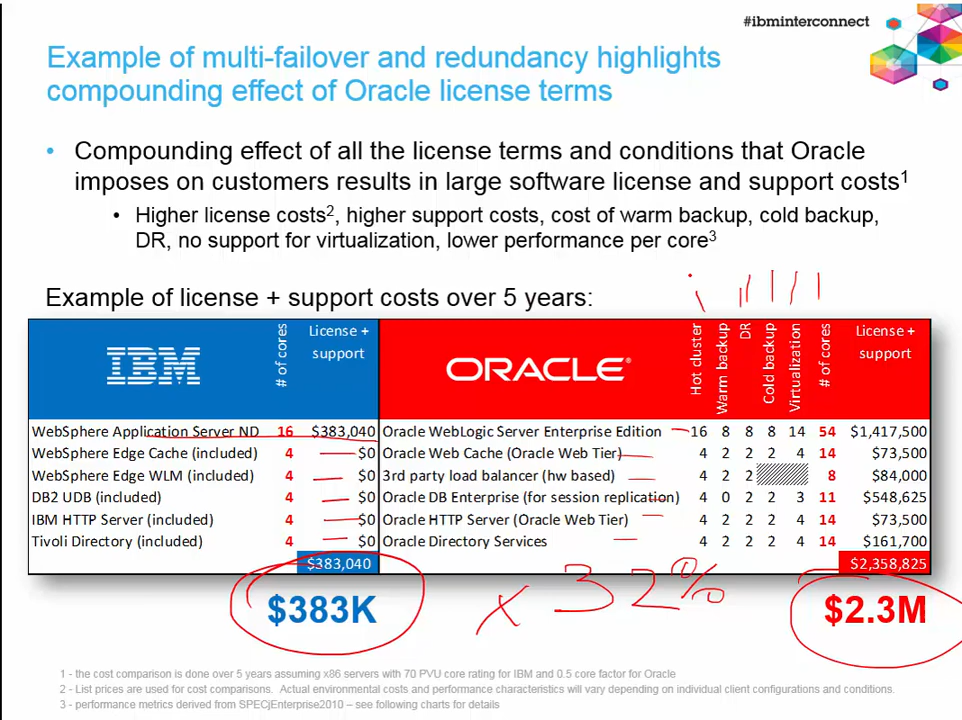 #ibminterconnect
Example of multi-failover and redundancy highlights
compounding effect of Oracle license terms
• Compounding effect of all the license terms and conditions that Oracle
imposes on customers results in large software license and support costs1
• Higher license costs2, higher support costs, cost of warm backup, cold backup,
DR, no support for virtualization, lower performance per core3
Example of license + support costs over 5 years:
IBM # of cores License + support ORACLE® Hot cluster Warm backup DR Cold backup Virtualization # of cores License + support
WebSphere Application Server ND 16 $383,040 Oracle WebLogic Server Enterprise Edition 16 8 8 8 14 54 $1,417,500
WebSphere Edge Cache (included) 4 $0 Oracle Web Cache (Oracle Web Tier) 4 2 2 2 4 14 $73,500
WebSphere Edge WLM (included) 4 $0 3rd party load balancer (hw based) 4 2 2 8 $84,000
DB2 UDB (included) 4 $0 Oracle DB Enterprise (for session replication) 4 0 2 2 3 11 $548,625
IBM HTTP Server (included) 4 $0 Oracle HTTP Server (Oracle Web Tier) 4 2 2 2 4 14 $73,500
Tivoli Directory (included) 4 $0 Oracle Directory Services 4 2 2 2 4 14 $161,700
$383,040 $2,358,825
$383K x 32% $2.3M
1 - the cost comparison is done over 5 years assuming x86 servers with 70 PVU core rating for IBM and 0.5 core factor for Oracle
2 - List prices are used for cost comparisons. Actual environmental costs and performance characteristics will vary depending on individual client configurations and conditions.
3 - performance metrics derived from SPECjEnterprise2010 – see following charts for details